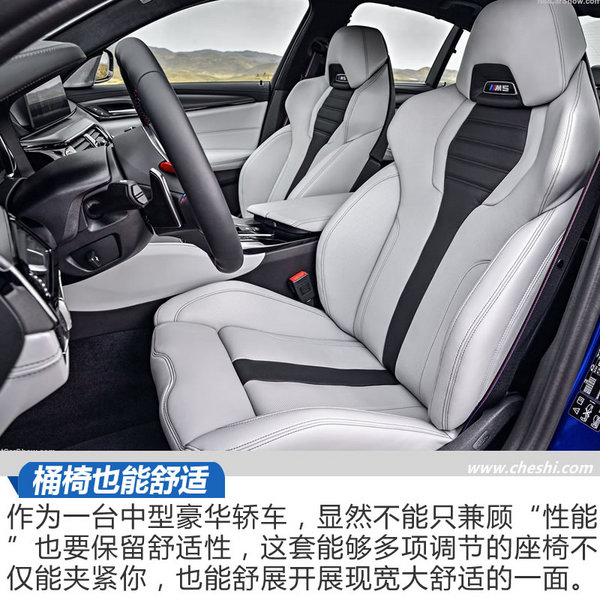 NetCarShow.com
M5
www.cheshi.com
桶椅也能舒适
作为一台中型豪华轿车，显然不能只兼顾“性能
”也要保留舒适性，这套能够多项调节的座椅不
仅能夹紧你，也能舒展开展现宽大舒适的一面。